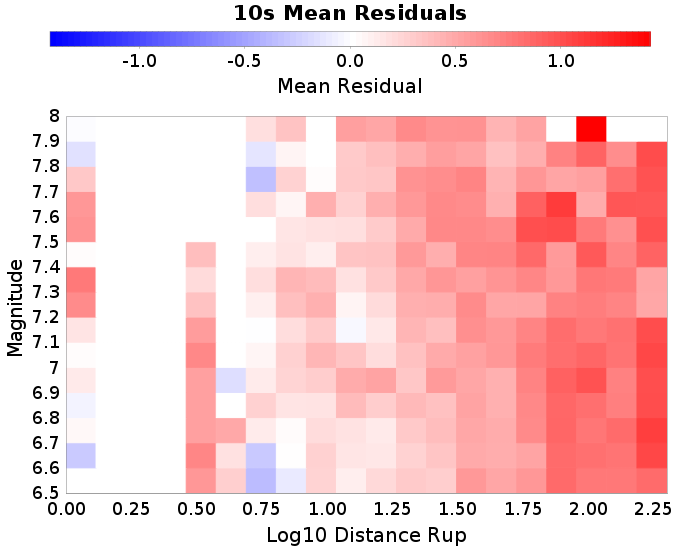 10s Mean Residuals
-1.0 -0.5 0.0 0.5 1.0
Mean Residual
8
7.9
7.8
7.7
7.6
7.5
7.4
7.3
7.2
7.1
7
6.9
6.8
6.7
6.6
6.5
Magnitude
0.00 0.25 0.50 0.75 1.00 1.25 1.50 1.75 2.00 2.25
Log10 Distance Rup